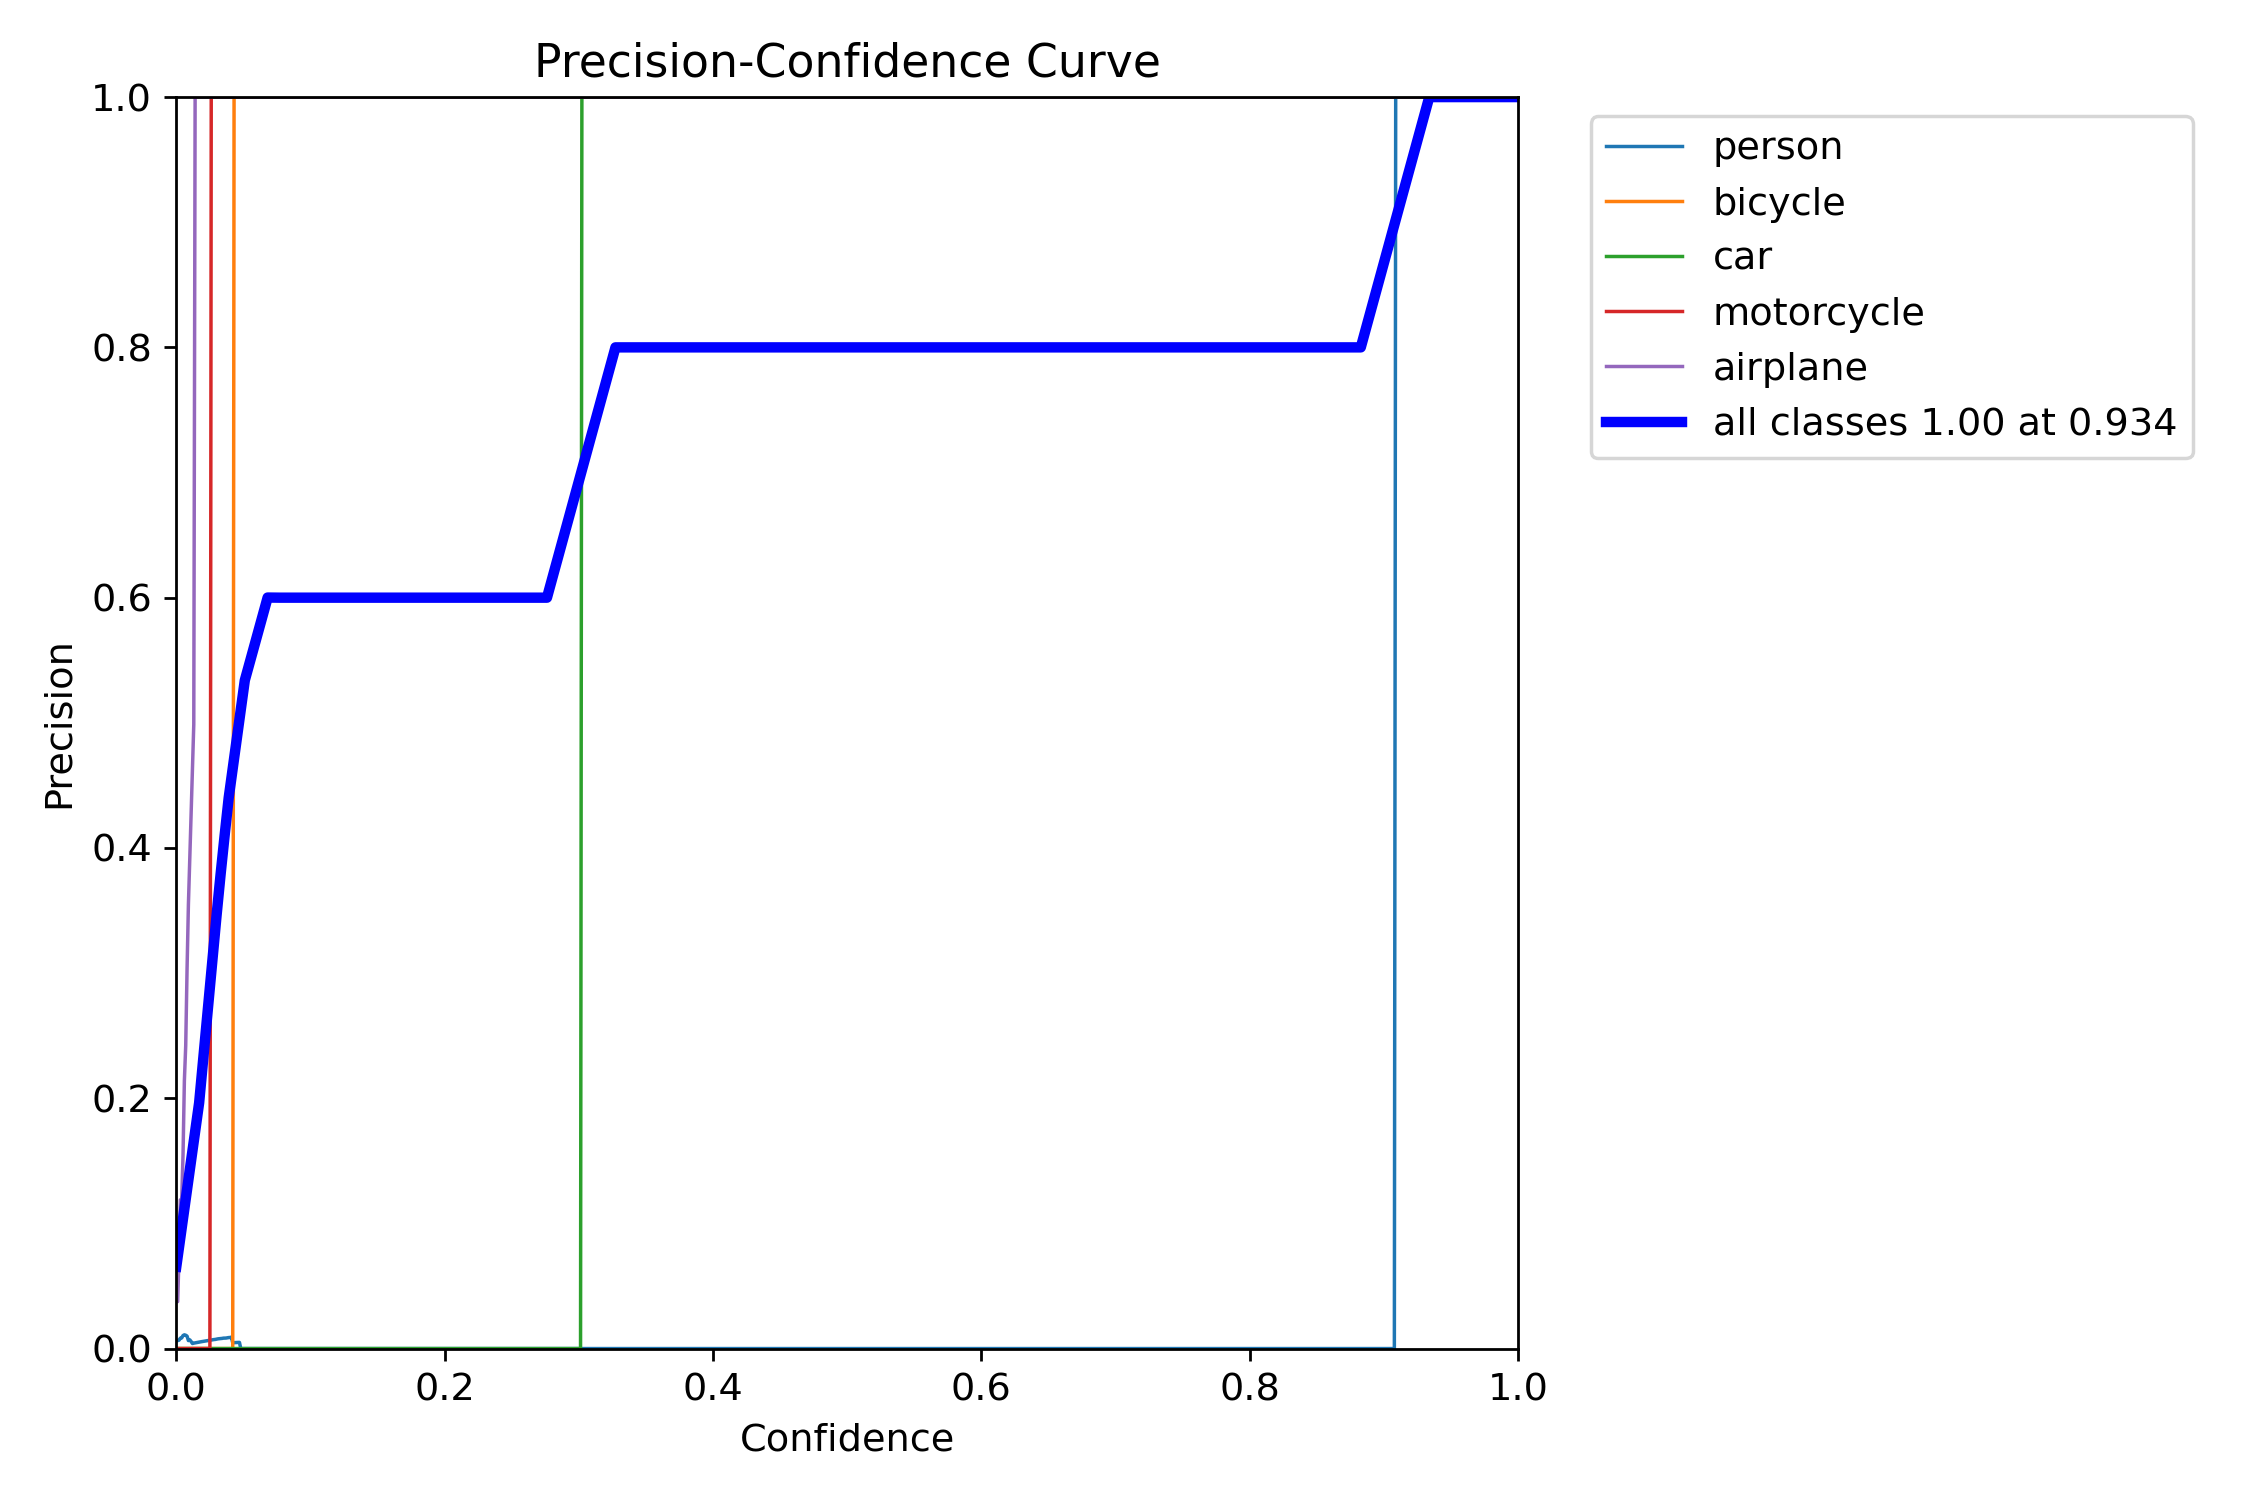 Precision-Confidence Curve
1.0
0.8
0.6
0.4
0.2
0.0
Precision
0.0 0.2 0.4 0.6 0.8 1.0
Confidence
person
bicycle
car
motorcycle
airplane
all classes 1.00 at 0.934